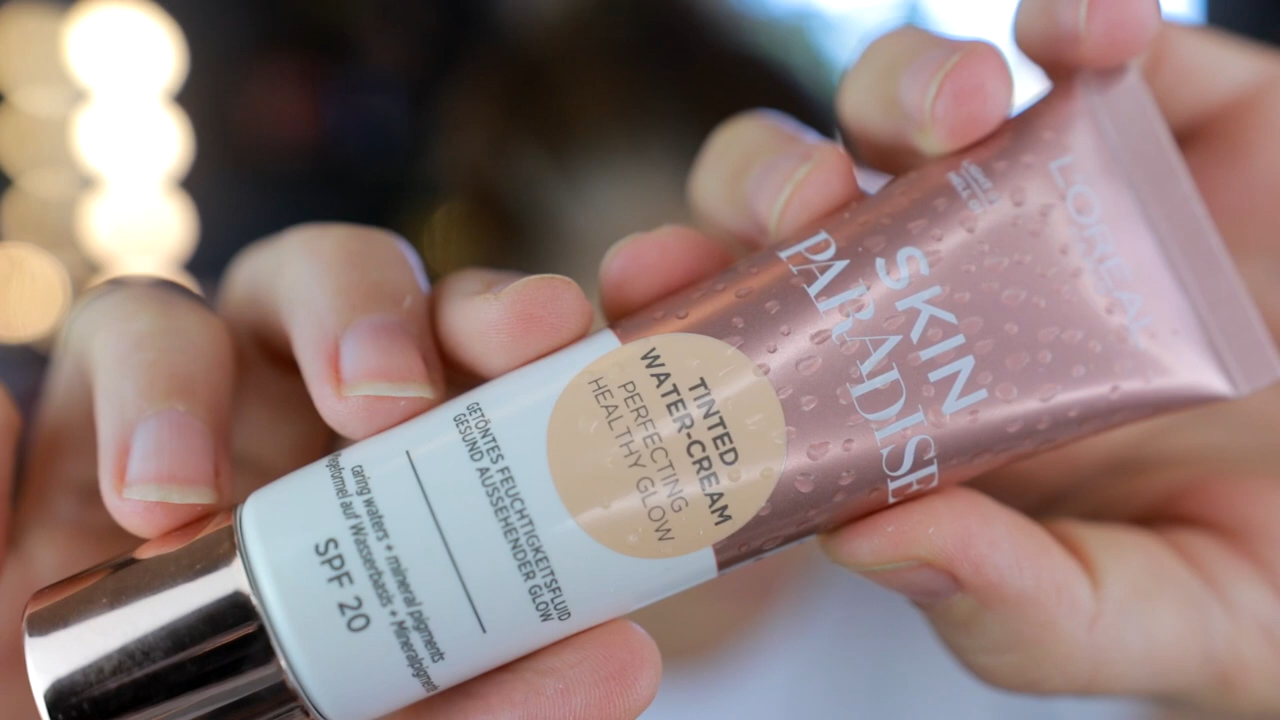 L'ORÉAL
SKIN
PARADISE
TINTED
WATER-CREAM
PERFECTING
HEALTHY GLOW
GETÖNTES FEUCHTIGKEITSFLUID
GESUND AUSSEHENDER GLOW
caring waters + mineral pigments
Pflegeformel auf Wasserbasis + Mineralpigmente
SPF 20